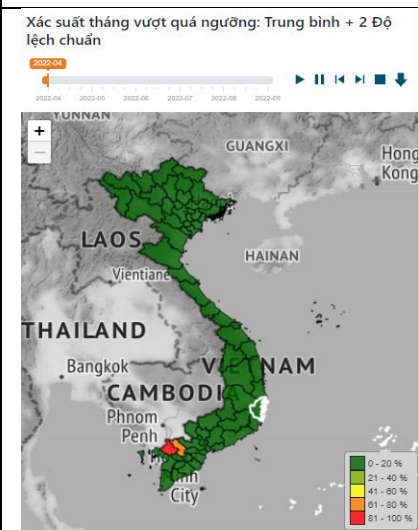 Xác suất tháng vượt quá ngưỡng: Trung bình + 2 Độ
lệch chuẩn
2022-04
2022-04 2022-05 2022-06 2022-07 2022-08 2022-09
YUNNAN
+
−
GUANGXI
Hong
Kong
LAOS
HAINAN
Vientiane
THAILAND
Bangkok
VIETNAM
CAMBODIA
Phnom
Penh
City
0 - 20 %
21 - 40 %
41 - 60 %
61 - 80 %
81 - 100 %